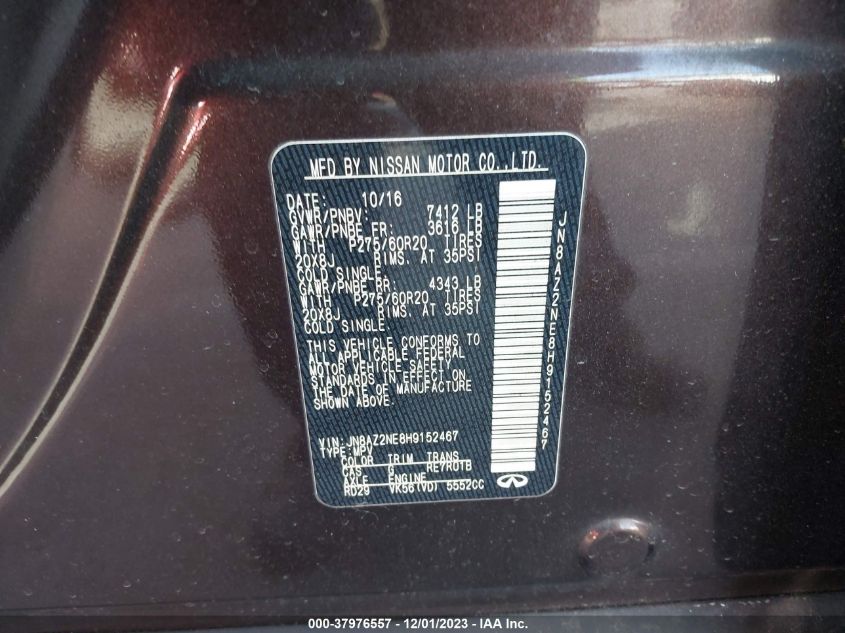 MFD BY NISSAN MOTOR CO.,LTD.
DATE: 10/16
GVWR/PNBV: 7412 LB
GAWR/PNBE FR: 3616 LB
WITH P275/60R20 TIRES
20X8J RIMS. AT 35PSI
COLD SINGLE
GAWR/PNBE RR: 4343 LB
WITH P275/60R20 TIRES
20X8J RIMS. AT 35PSI
COLD SINGLE
THIS VEHICLE CONFORMS TO
ALL APPLICABLE FEDERAL
MOTOR VEHICLE SAFETY
STANDARDS IN EFFECT ON
THE DATE OF MANUFACTURE
SHOWN ABOVE.
VIN:JN8AZ2NE8H9152467
TYPE:MPV
COLOR TRIM TRANS
CAS G RE7R01B
AXLE ENGINE
RD29 VK56(VD) 5552CC
JN8AZ2NE8H9152467
000-37976557 - 12/01/2023 - © IAA Inc.